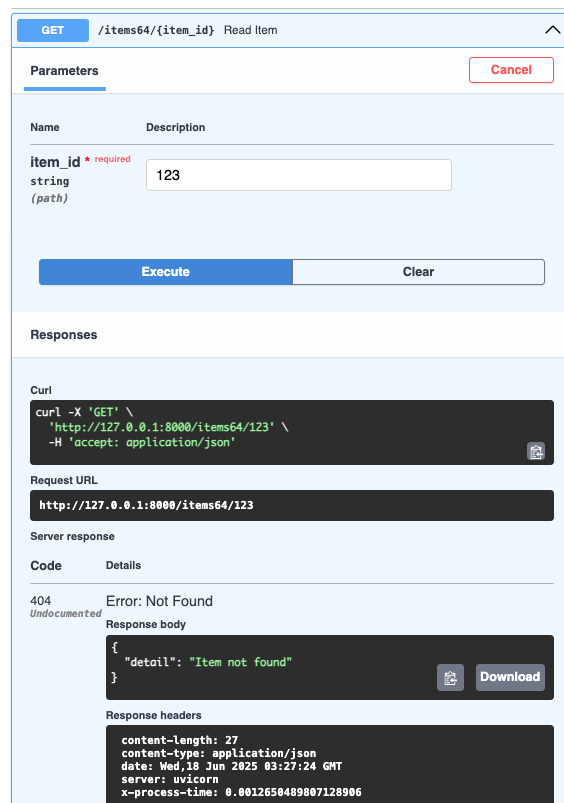 GET /items64/{item_id} Read Item
Parameters Cancel
Name Description
item_id * required 123
string
(path)
Execute Clear
Responses
Curl
curl -X 'GET' \
'http://127.0.0.1:8000/items64/123' \
-H 'accept: application/json'
Request URL
http://127.0.0.1:8000/items64/123
Server response
Code Details
404 Error: Not Found
Undocumented
Response body
{
"detail": "Item not found"
}
Download
Response headers
content-length: 27
content-type: application/json
date: Wed,18 Jun 2025 03:27:24 GMT
server: uvicorn
x-process-time: 0.0012650489807128906